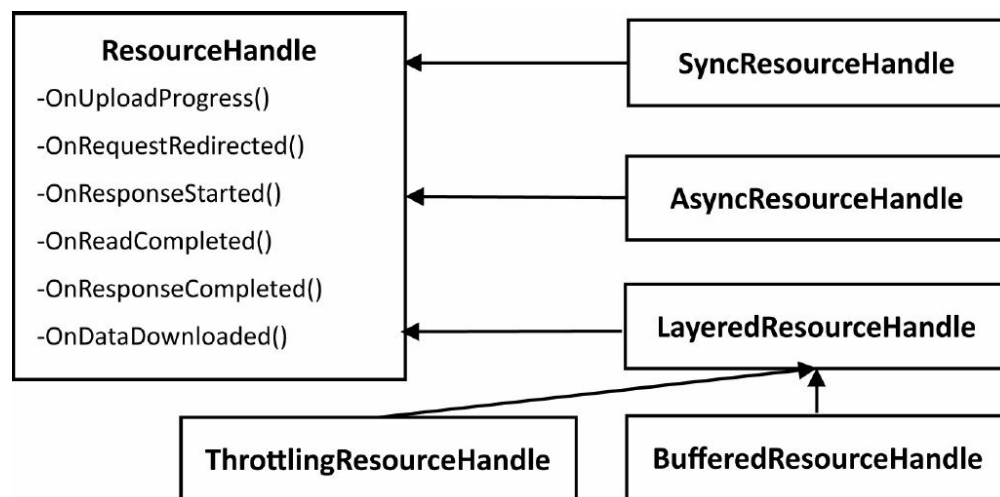 ResourceHandle
-OnUploadProgress()
-OnRequestRedirected()
-OnResponseStarted()
-OnReadCompleted()
-OnResponseCompleted()
-OnDataDownloaded()
SyncResourceHandle
AsyncResourceHandle
LayeredResourceHandle
ThrottlingResourceHandle
BufferedResourceHandle